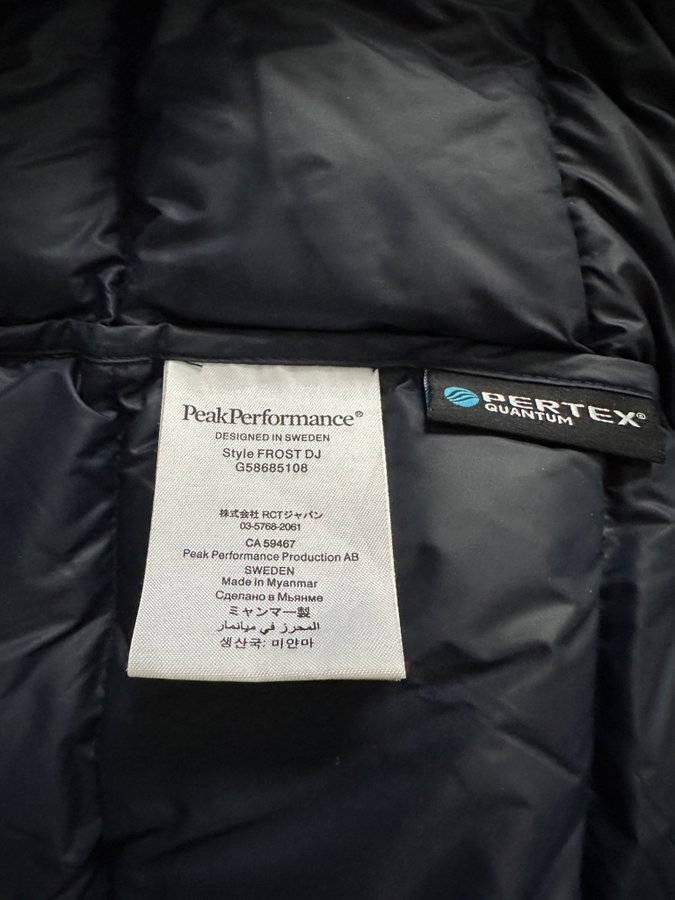 PeakPerformance®
DESIGNED IN SWEDEN
Style FROST DJ
G58685108
株式会社 RCTジャパン
03-5768-2061
CA 59467
Peak Performance Production AB
SWEDEN
Made in Myanmar
Сделано в Мьянме
ミャンマー製
المحرز في ميانمار
생산국: 미얀마
PERTEX®
QUANTUM